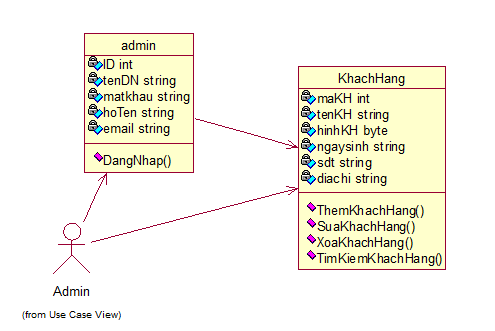 admin
ID int
tenDN string
matkhau string
hoTen string
email string
DangNhap()
KhachHang
maKH int
tenKH string
hinhKH byte
ngaysinh string
sdt string
diachi string
ThemKhachHang()
SuaKhachHang()
XoaKhachHang()
TimKiemKhachHang()
Admin
(from Use Case View)